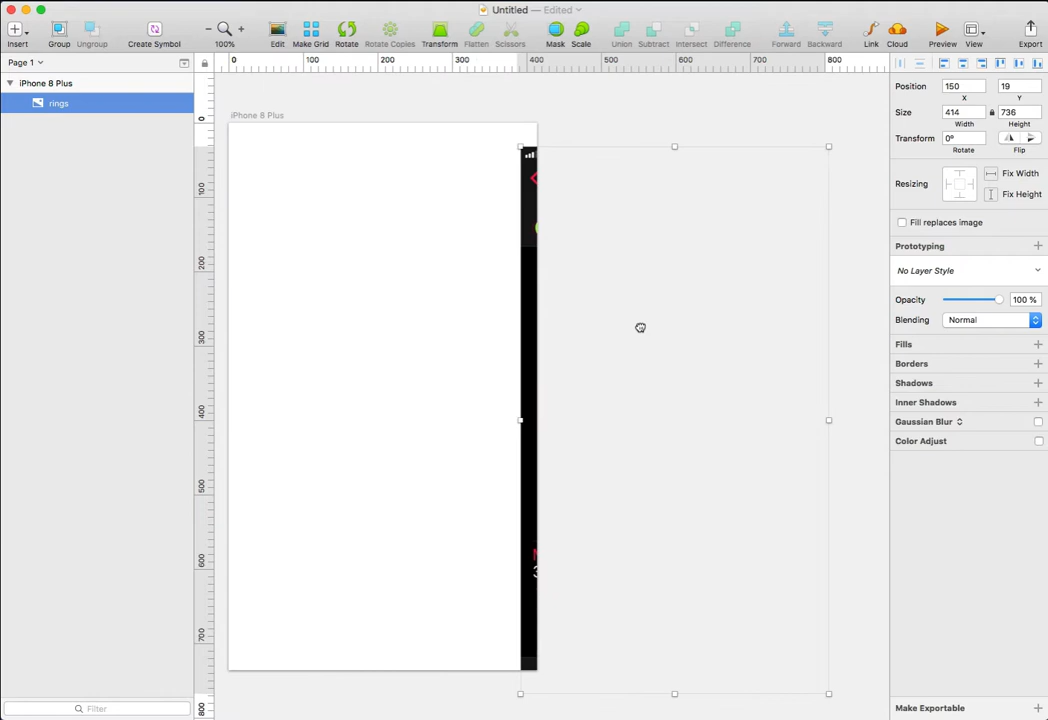 Untitled — Edited
Insert
Group
Ungroup
Create Symbol
100%
Edit
Make Grid
Rotate
Rotate Copies
Transform
Flatten
Scissors
Mask
Scale
Union
Subtract
Intersect
Difference
Forward
Backward
Link
Cloud
Preview
View
Export
Page 1
0 100 200 300 400 500 600 700 800
iPhone 8 Plus
rings
iPhone 8 Plus
0
100
200
300
400
500
600
700
800
Position 150 19
X Y
Size 414 736
Width Height
Transform 0º
Rotate Flip
Resizing
Fix Width
Fix Height
Fill replaces image
Prototyping
No Layer Style
Opacity 100 %
Blending Normal
Fills
Borders
Shadows
Inner Shadows
Gaussian Blur
Color Adjust
Filter
Make Exportable